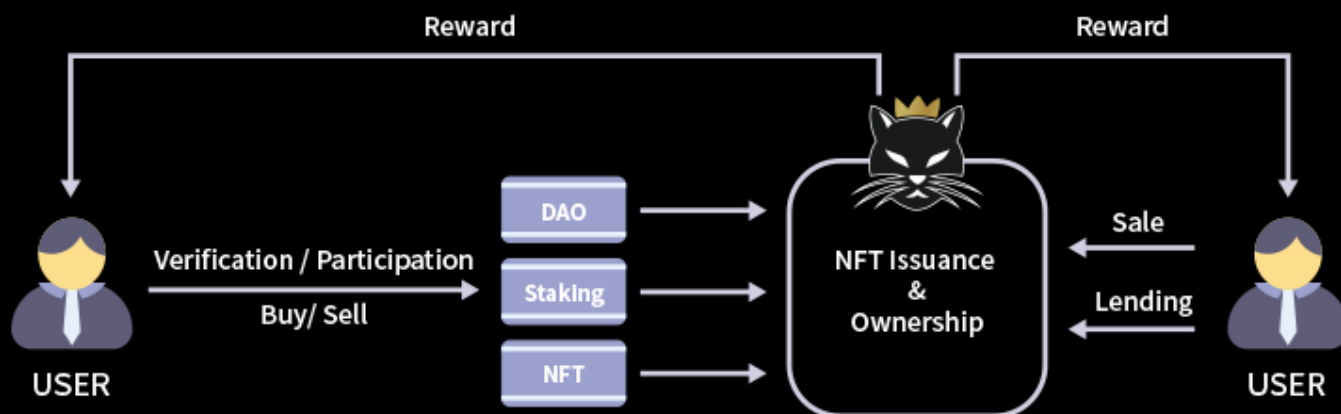 Reward
Reward
Verification / Participation
Buy/ Sell
USER
DAO
Staking
NFT
NFT Issuance
&
Ownership
Sale
Lending
USER